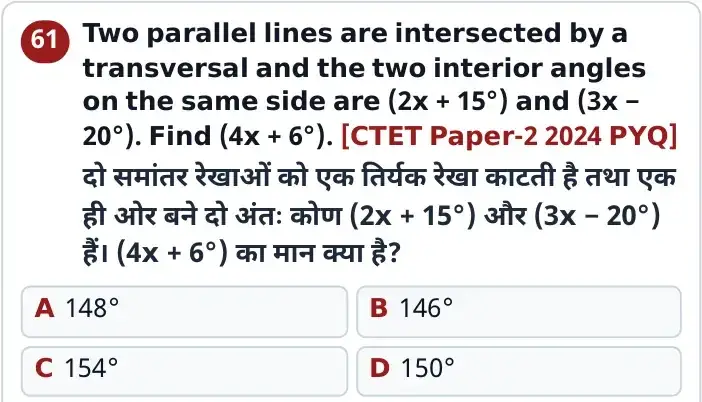 61 Two parallel lines are intersected by a
transversal and the two interior angles
on the same side are (2x + 15°) and (3x −
20°). Find (4x + 6°). [CTET Paper-2 2024 PYQ]
दो समांतर रेखाओं को एक तिर्यक रेखा काटती है तथा एक
ही ओर बने दो अंतः कोण (2x + 15°) और (3x − 20°)
हैं। (4x + 6°) का मान क्या है?
A 148° B 146°
C 154° D 150°